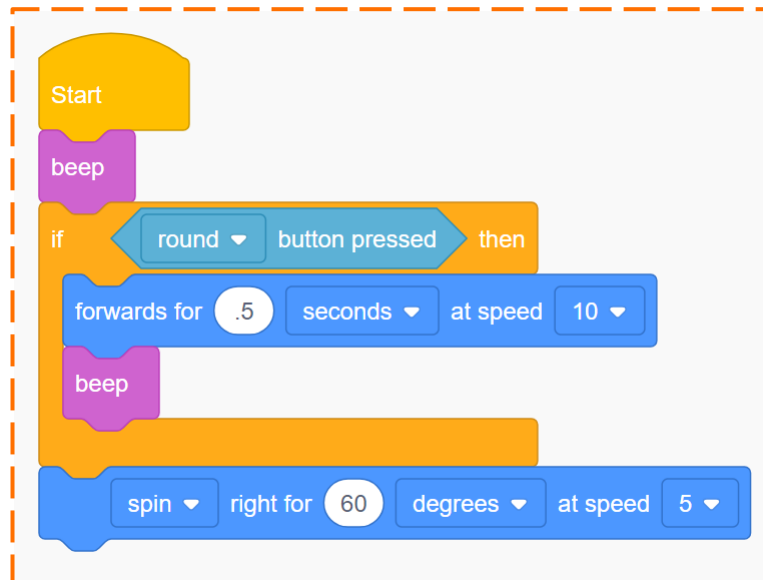 Start
beep
if round button pressed then
forwards for .5 seconds at speed 10
beep
spin right for 60 degrees at speed 5